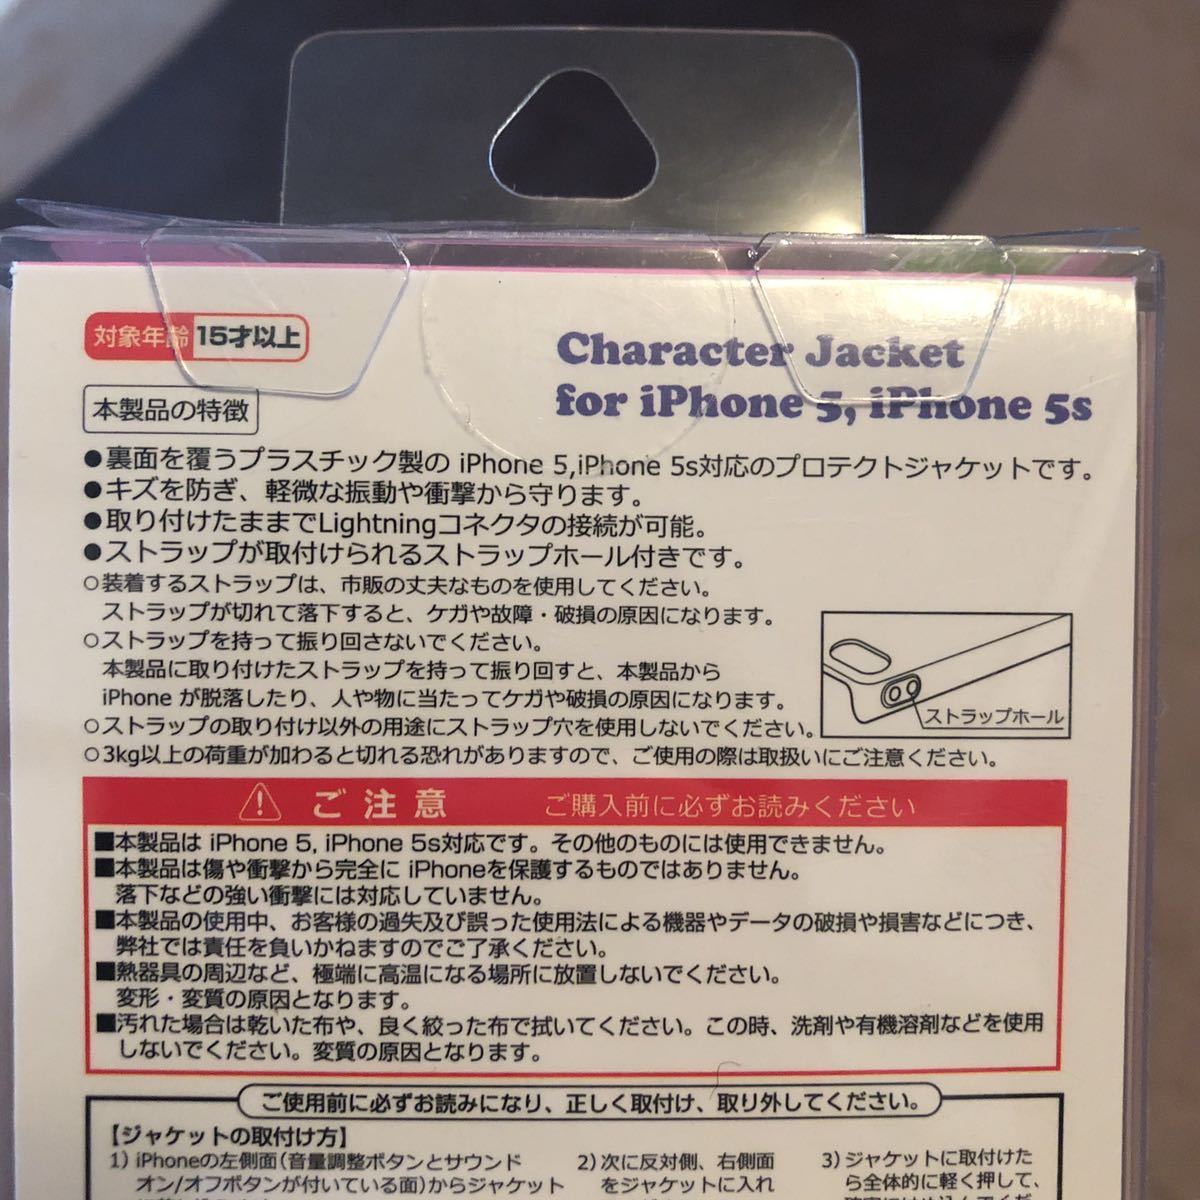 対象年齢 15才以上
Character Jacket
for iPhone 5, iPhone 5s
本製品の特徴
●裏面を覆うプラスチック製の iPhone 5,iPhone 5s対応のプロテクトジャケットです。
●キズを防ぎ、軽微な振動や衝撃から守ります。
●取り付けたままでLightningコネクタの接続が可能。
●ストラップが取付けられるストラップホール付きです。
○装着するストラップは、市販の丈夫なものを使用してください。
ストラップが切れて落下すると、ケガや故障・破損の原因になります。
○ストラップを持って振り回さないでください。
本製品に取り付けたストラップを持って振り回すと、本製品から
iPhone が脱落したり、人や物に当たってケガや破損の原因になります。
○ストラップの取り付け以外の用途にストラップ穴を使用しないでください。
○3kg以上の荷重が加わると切れる恐れがありますので、ご使用の際は取扱いにご注意ください。
ストラップホール
ご注意 ご購入前に必ずお読みください
■本製品は iPhone 5, iPhone 5s対応です。その他のものには使用できません。
■本製品は傷や衝撃から完全に iPhoneを保護するものではありません。
落下などの強い衝撃には対応していません。
■本製品の使用中、お客様の過失及び誤った使用法による機器やデータの破損や損害などにつき、
弊社では責任を負いかねますのでご了承ください。
■熱器具の周辺など、極端に高温になる場所に放置しないでください。
変形・変質の原因となります。
■汚れた場合は乾いた布や、良く絞った布で拭いてください。この時、洗剤や有機溶剤などを使用
しないでください。変質の原因となります。
ご使用前に必ずお読みになり、正しく取付け、取り外してください。
【ジャケットの取付け方】
1) iPhoneの左側面(音量調整ボタンとサウンド
オン/オフボタンが付いている面)からジャケット
2) 次に反対側、右側面
をジャケットに入れ
3) ジャケットに取付けた
ら全体的に軽く押して、